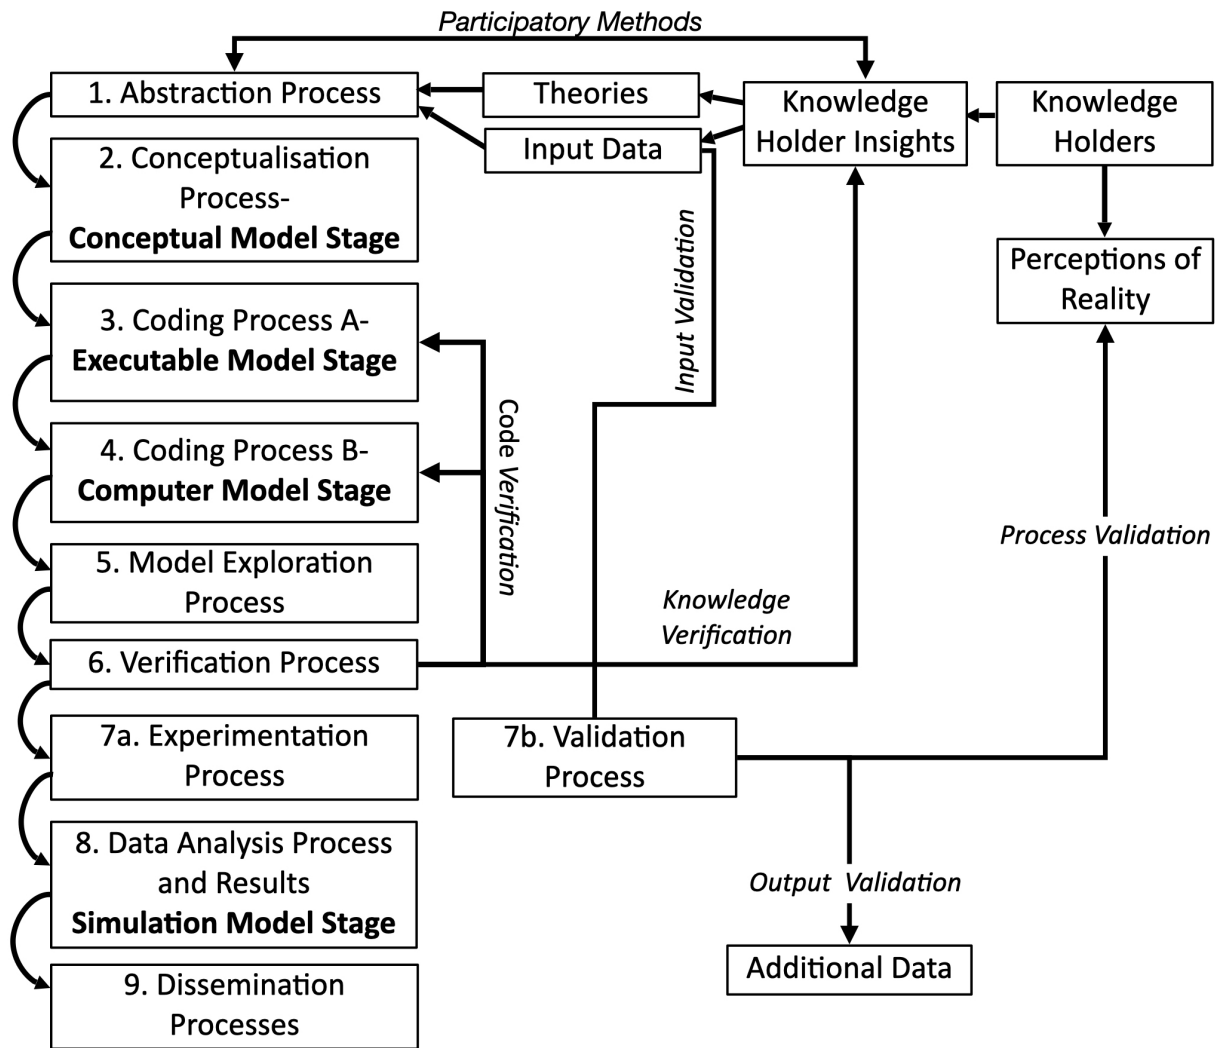 Participatory Methods
1. Abstraction Process
Theories
Input Data
Knowledge
Holder Insights
Knowledge
Holders
Perceptions of
Reality
2. Conceptualisation
Process-
Conceptual Model Stage
3. Coding Process A-
Executable Model Stage
4. Coding Process B-
Computer Model Stage
5. Model Exploration
Process
6. Verification Process
7a. Experimentation
Process
8. Data Analysis Process
and Results
Simulation Model Stage
9. Dissemination
Processes
Code Verification
Input Validation
Knowledge
Verification
Process Validation
7b. Validation
Process
Output Validation
Additional Data